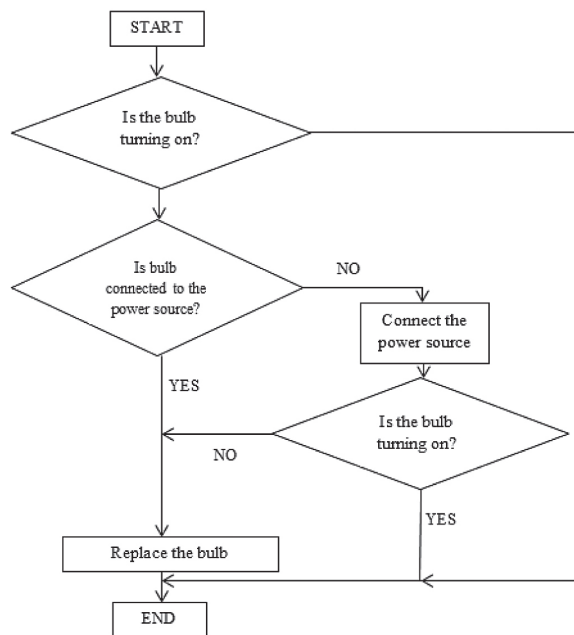 START
Is the bulb
turning on?
Is bulb
connected to the
power source?
NO
Connect the
power source
YES
Is the bulb
turning on?
NO
YES
Replace the bulb
END